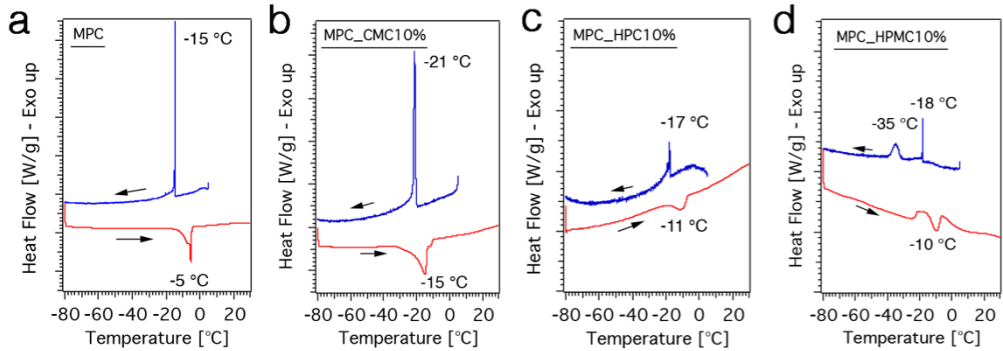 a
MPC
-15 °C
-5 °C
Heat Flow [W/g] - Exo up
-80 -60 -40 -20 0 20
Temperature [°C]
b
MPC_CMC10%
-21 °C
-15 °C
Heat Flow [W/g] - Exo up
-80 -60 -40 -20 0 20
Temperature [°C]
c
MPC_HPC10%
-17 °C
-11 °C
Heat Flow [W/g] - Exo up
-80 -60 -40 -20 0 20
Temperature [°C]
d
MPC_HPMC10%
-18 °C
-35 °C
-10 °C
Heat Flow [W/g] - Exo up
-80 -60 -40 -20 0 20
Temperature [°C]